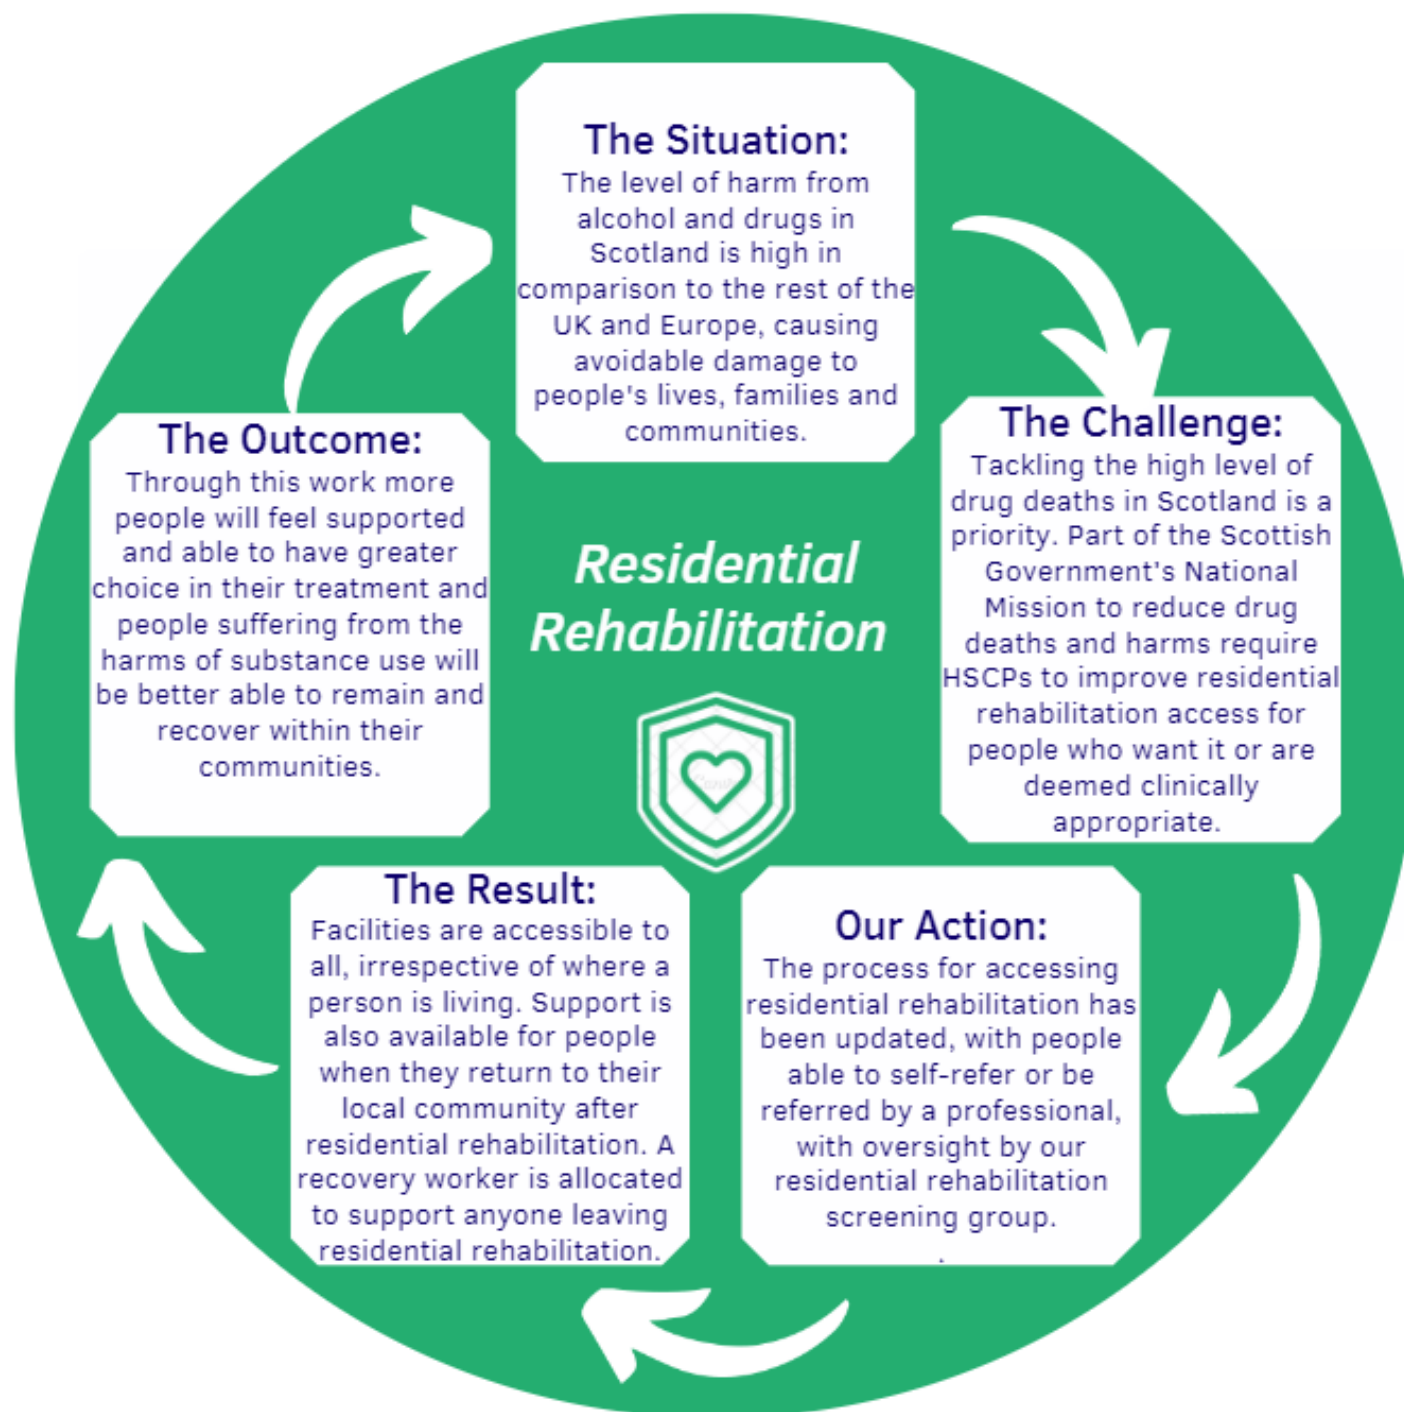 The Situation:
The level of harm from
alcohol and drugs in
Scotland is high in
comparison to the rest of the
UK and Europe, causing
avoidable damage to
people's lives, families and
communities.
The Challenge:
Tackling the high level of
drug deaths in Scotland is a
priority. Part of the Scottish
Government's National
Mission to reduce drug
deaths and harms require
HSCPs to improve residential
rehabilitation access for
people who want it or are
deemed clinically
appropriate.
Our Action:
The process for accessing
residential rehabilitation has
been updated, with people
able to self-refer or be
referred by a professional,
with oversight by our
residential rehabilitation
screening group.
.
The Result:
Facilities are accessible to
all, irrespective of where a
person is living. Support is
also available for people
when they return to their
local community after
residential rehabilitation. A
recovery worker is allocated
to support anyone leaving
residential rehabilitation.
The Outcome:
Through this work more
people will feel supported
and able to have greater
choice in their treatment and
people suffering from the
harms of substance use will
be better able to remain and
recover within their
communities.
Residential
Rehabilitation